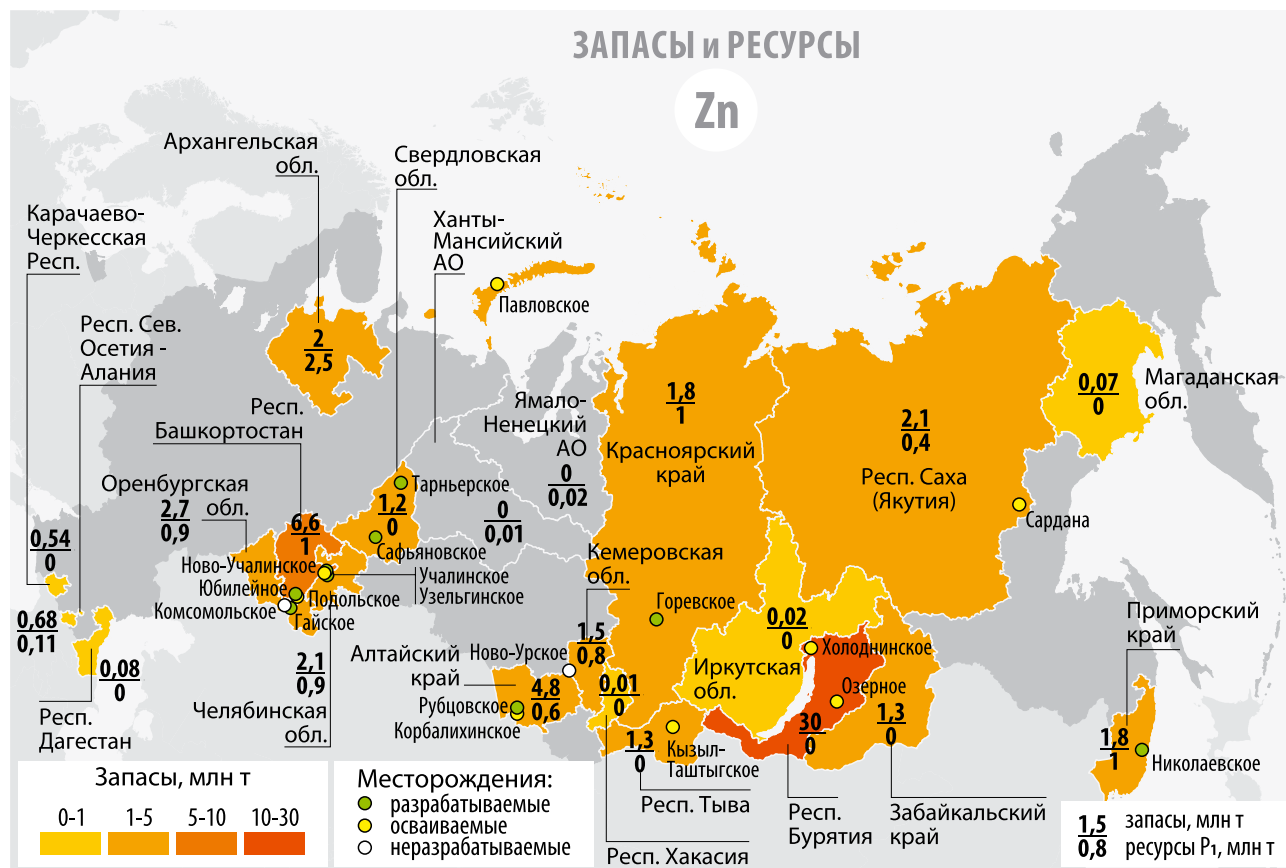 ЗАПАСЫ и РЕСУРСЫ
Zn
Архангельская
обл.
Свердловская
обл.
Карачаево-
Черкесская
Респ.
Ханты-
Мансийский
АО
Павловское
Респ. Сев.
Осетия -
Алания
2
2,5
Респ.
Башкортостан
Ямало-
Ненецкий
АО
0
0,02
1,8
1
Красноярский
край
2,1
0,4
Респ. Саха
(Якутия)
0,07
0
Магаданская
обл.
Оренбургская
обл.
2,7
0,9
Тарньерское
1,2
0
0
0,01
Сардана
6,6
1
0,54
0
Сафьяновское
Кемеровская
обл.
Ново-Учалинское
Учалинское
Юбилейное
Подольское
Узельгинское
Комсомольское
Гайское
Горевское
0,02
0
Приморский
край
0,68
0,11
1,5
0,8
Холоднинское
0,08
0
2,1
0,9
Алтайский
край
Ново-Урское
Иркутская
обл.
4,8
0,6
0,01
0
Озерное
Рубцовское
Корбалихинское
Респ.
Дагестан
Челябинская
обл.
30
0
1,3
0
1,3
0
Кызыл-
Таштыгское
1,8
1
Николаевское
Респ. Тыва
Респ.
Бурятия
Забайкальский
край
Респ. Хакасия
Запасы, млн т
0-1 1-5 5-10 10-30
Месторождения:
разрабатываемые
осваиваемые
неразрабатываемые
1,5 запасы, млн т
0,8 ресурсы P₁, млн т